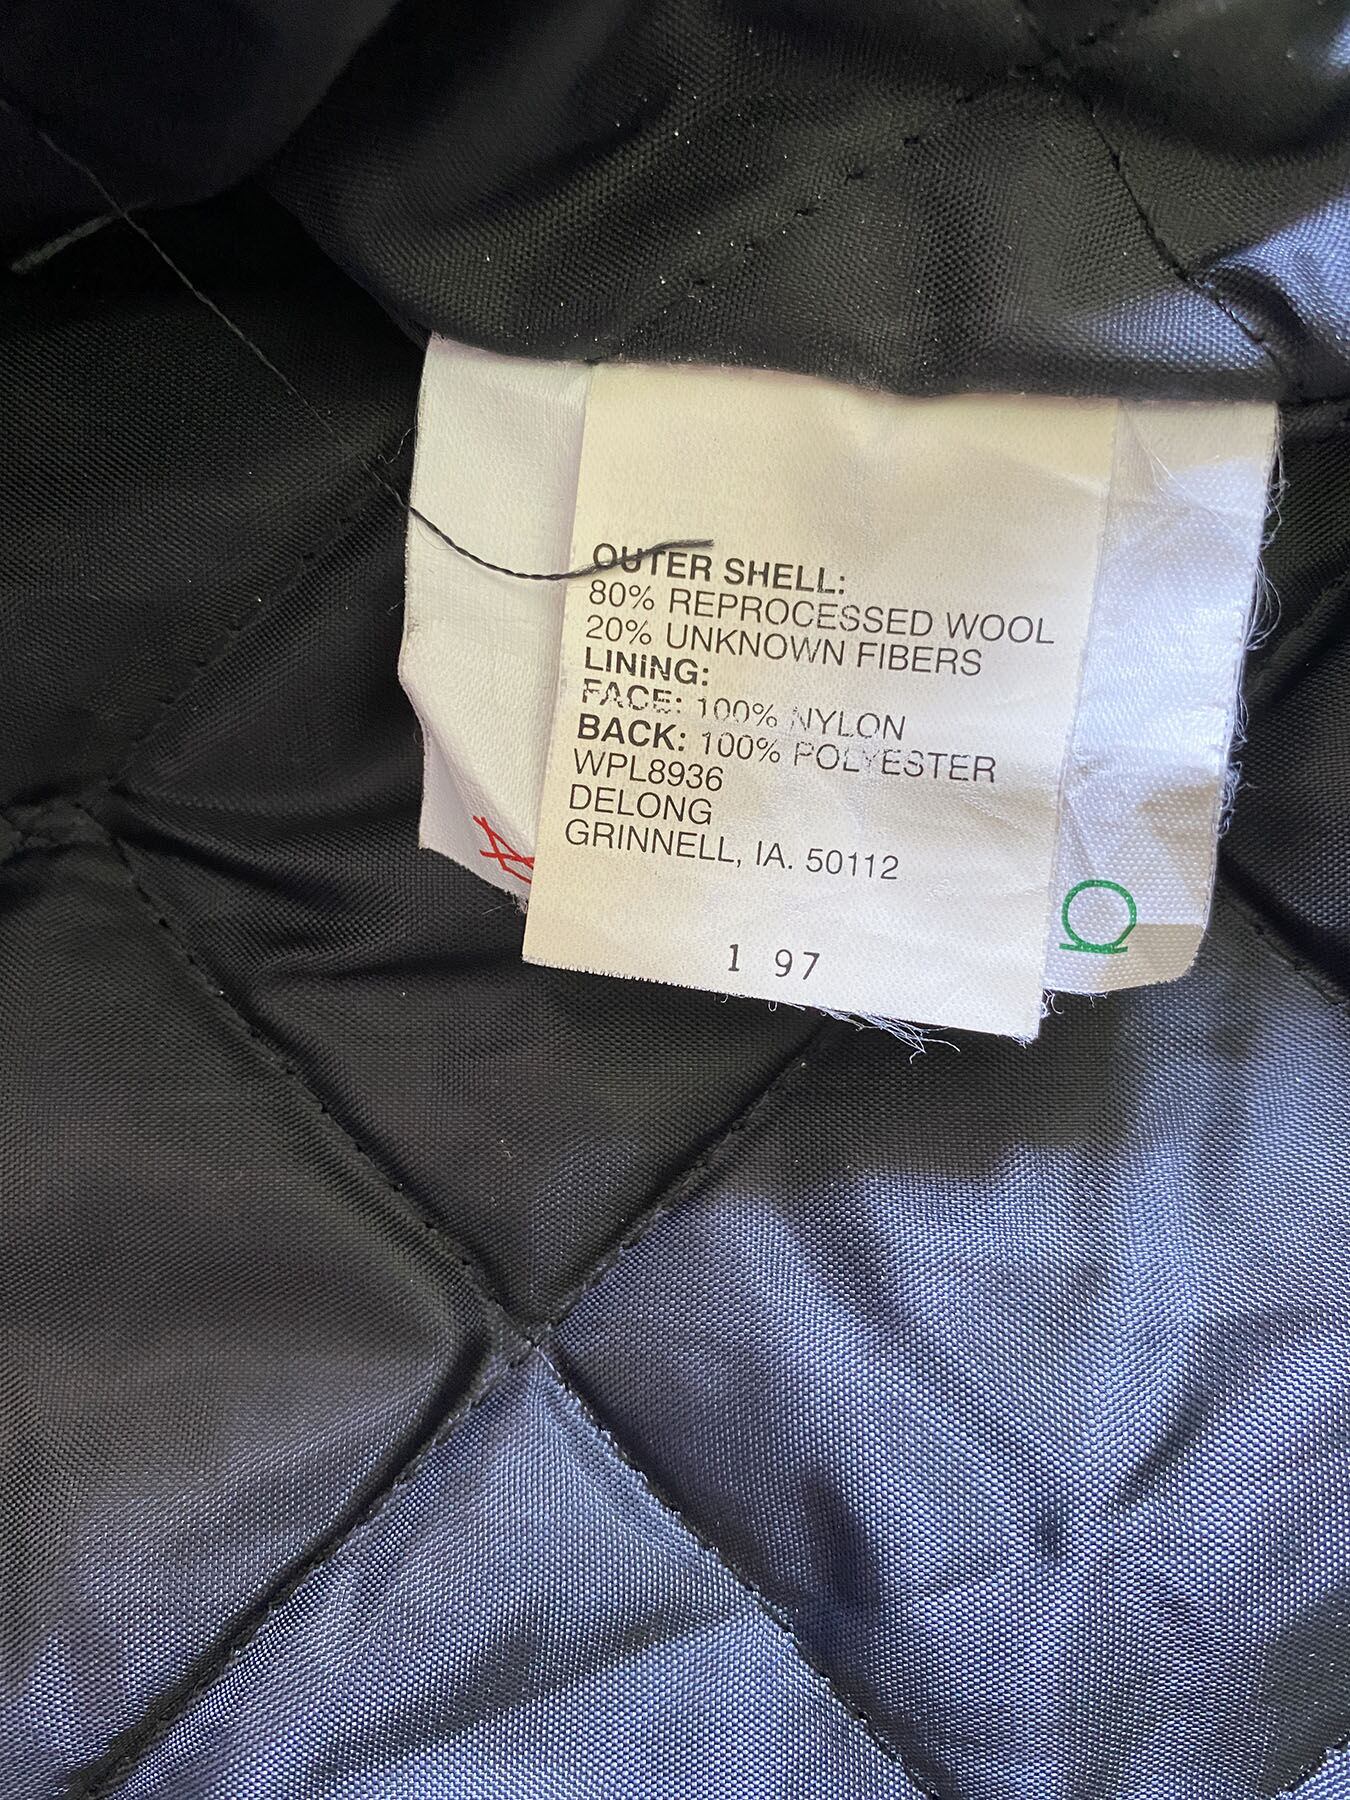 OUTER SHELL:
80% REPROCESSED WOOL
20% UNKNOWN FIBERS
LINING:
FACE: 100% NYLON
BACK: 100% POLYESTER
WPL8936
DELONG
GRINNELL, IA. 50112
1 97